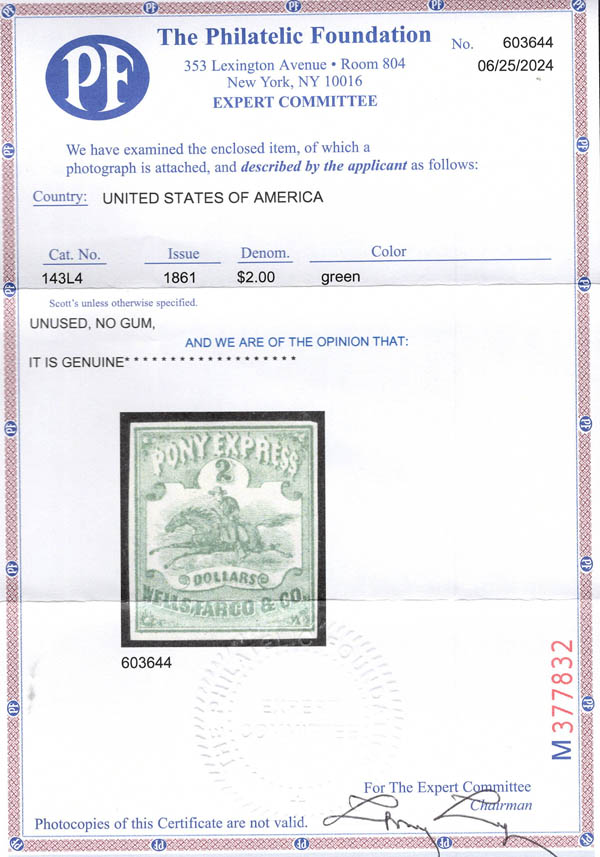 PF
The Philatelic Foundation
353 Lexington Avenue • Room 804
New York, NY 10016
EXPERT COMMITTEE
No. 603644
06/25/2024
We have examined the enclosed item, of which a
photograph is attached, and described by the applicant as follows:
Country: UNITED STATES OF AMERICA
Cat. No. Issue Denom. Color
143L4 1861 $2.00 green
Scott's unless otherwise specified.
UNUSED, NO GUM,
AND WE ARE OF THE OPINION THAT:
IT IS GENUINE* * * * * * * * * * * * * * * * * * *
PONY EXPRESS
2
DOLLARS
WELLS, FARGO & CO.
603644
EXPERT
COMMITTEE
M 377832
For The Expert Committee
Chairman
Photocopies of this Certificate are not valid.